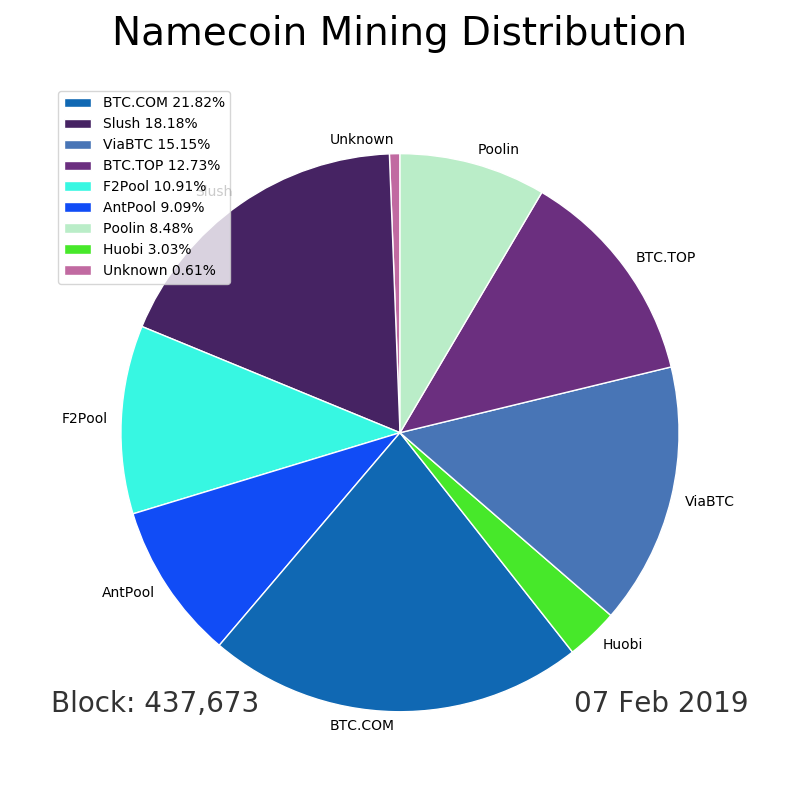 Namecoin Mining Distribution
BTC.COM 21.82%
Slush 18.18%
ViaBTC 15.15%
BTC.TOP 12.73%
F2Pool 10.91%
AntPool 9.09%
Poolin 8.48%
Huobi 3.03%
Unknown 0.61%
Unknown
Poolin
Slush
BTC.TOP
F2Pool
ViaBTC
AntPool
Huobi
BTC.COM
Block: 437,673
07 Feb 2019